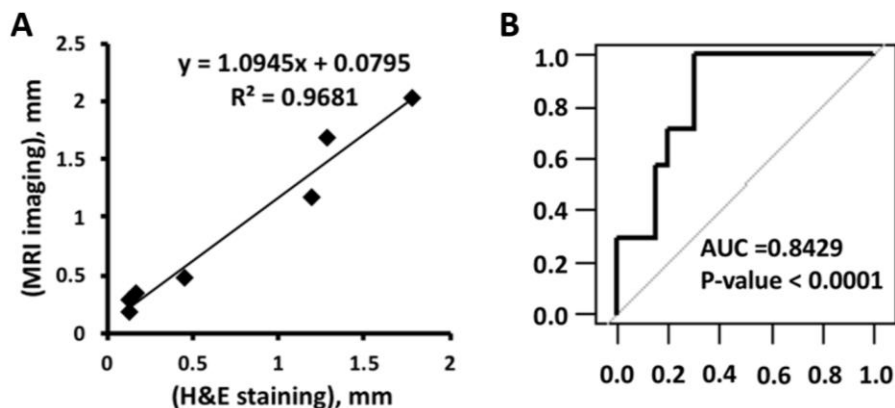 A
2.5
2
1.5
1
0.5
0
(MRI imaging), mm
y = 1.0945x + 0.0795
R² = 0.9681
0 0.5 1 1.5 2
(H&E staining), mm
B
1.0
0.8
0.6
0.4
0.2
0.0
AUC =0.8429
P-value < 0.0001
0.0 0.2 0.4 0.6 0.8 1.0